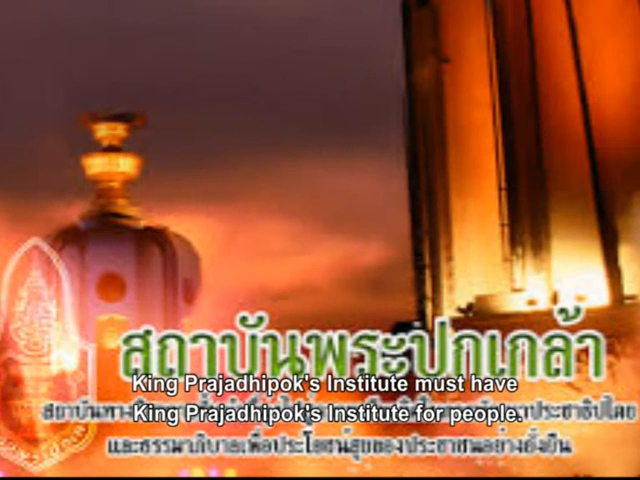 สถาบันพระปกเกล้า
King Prajadhipok's Institute must have
King Prajadhipok's Institute for people.
และธรรมาภิบาลเพื่อประโยชน์สุขของประชาชนอย่างยั่งยืน